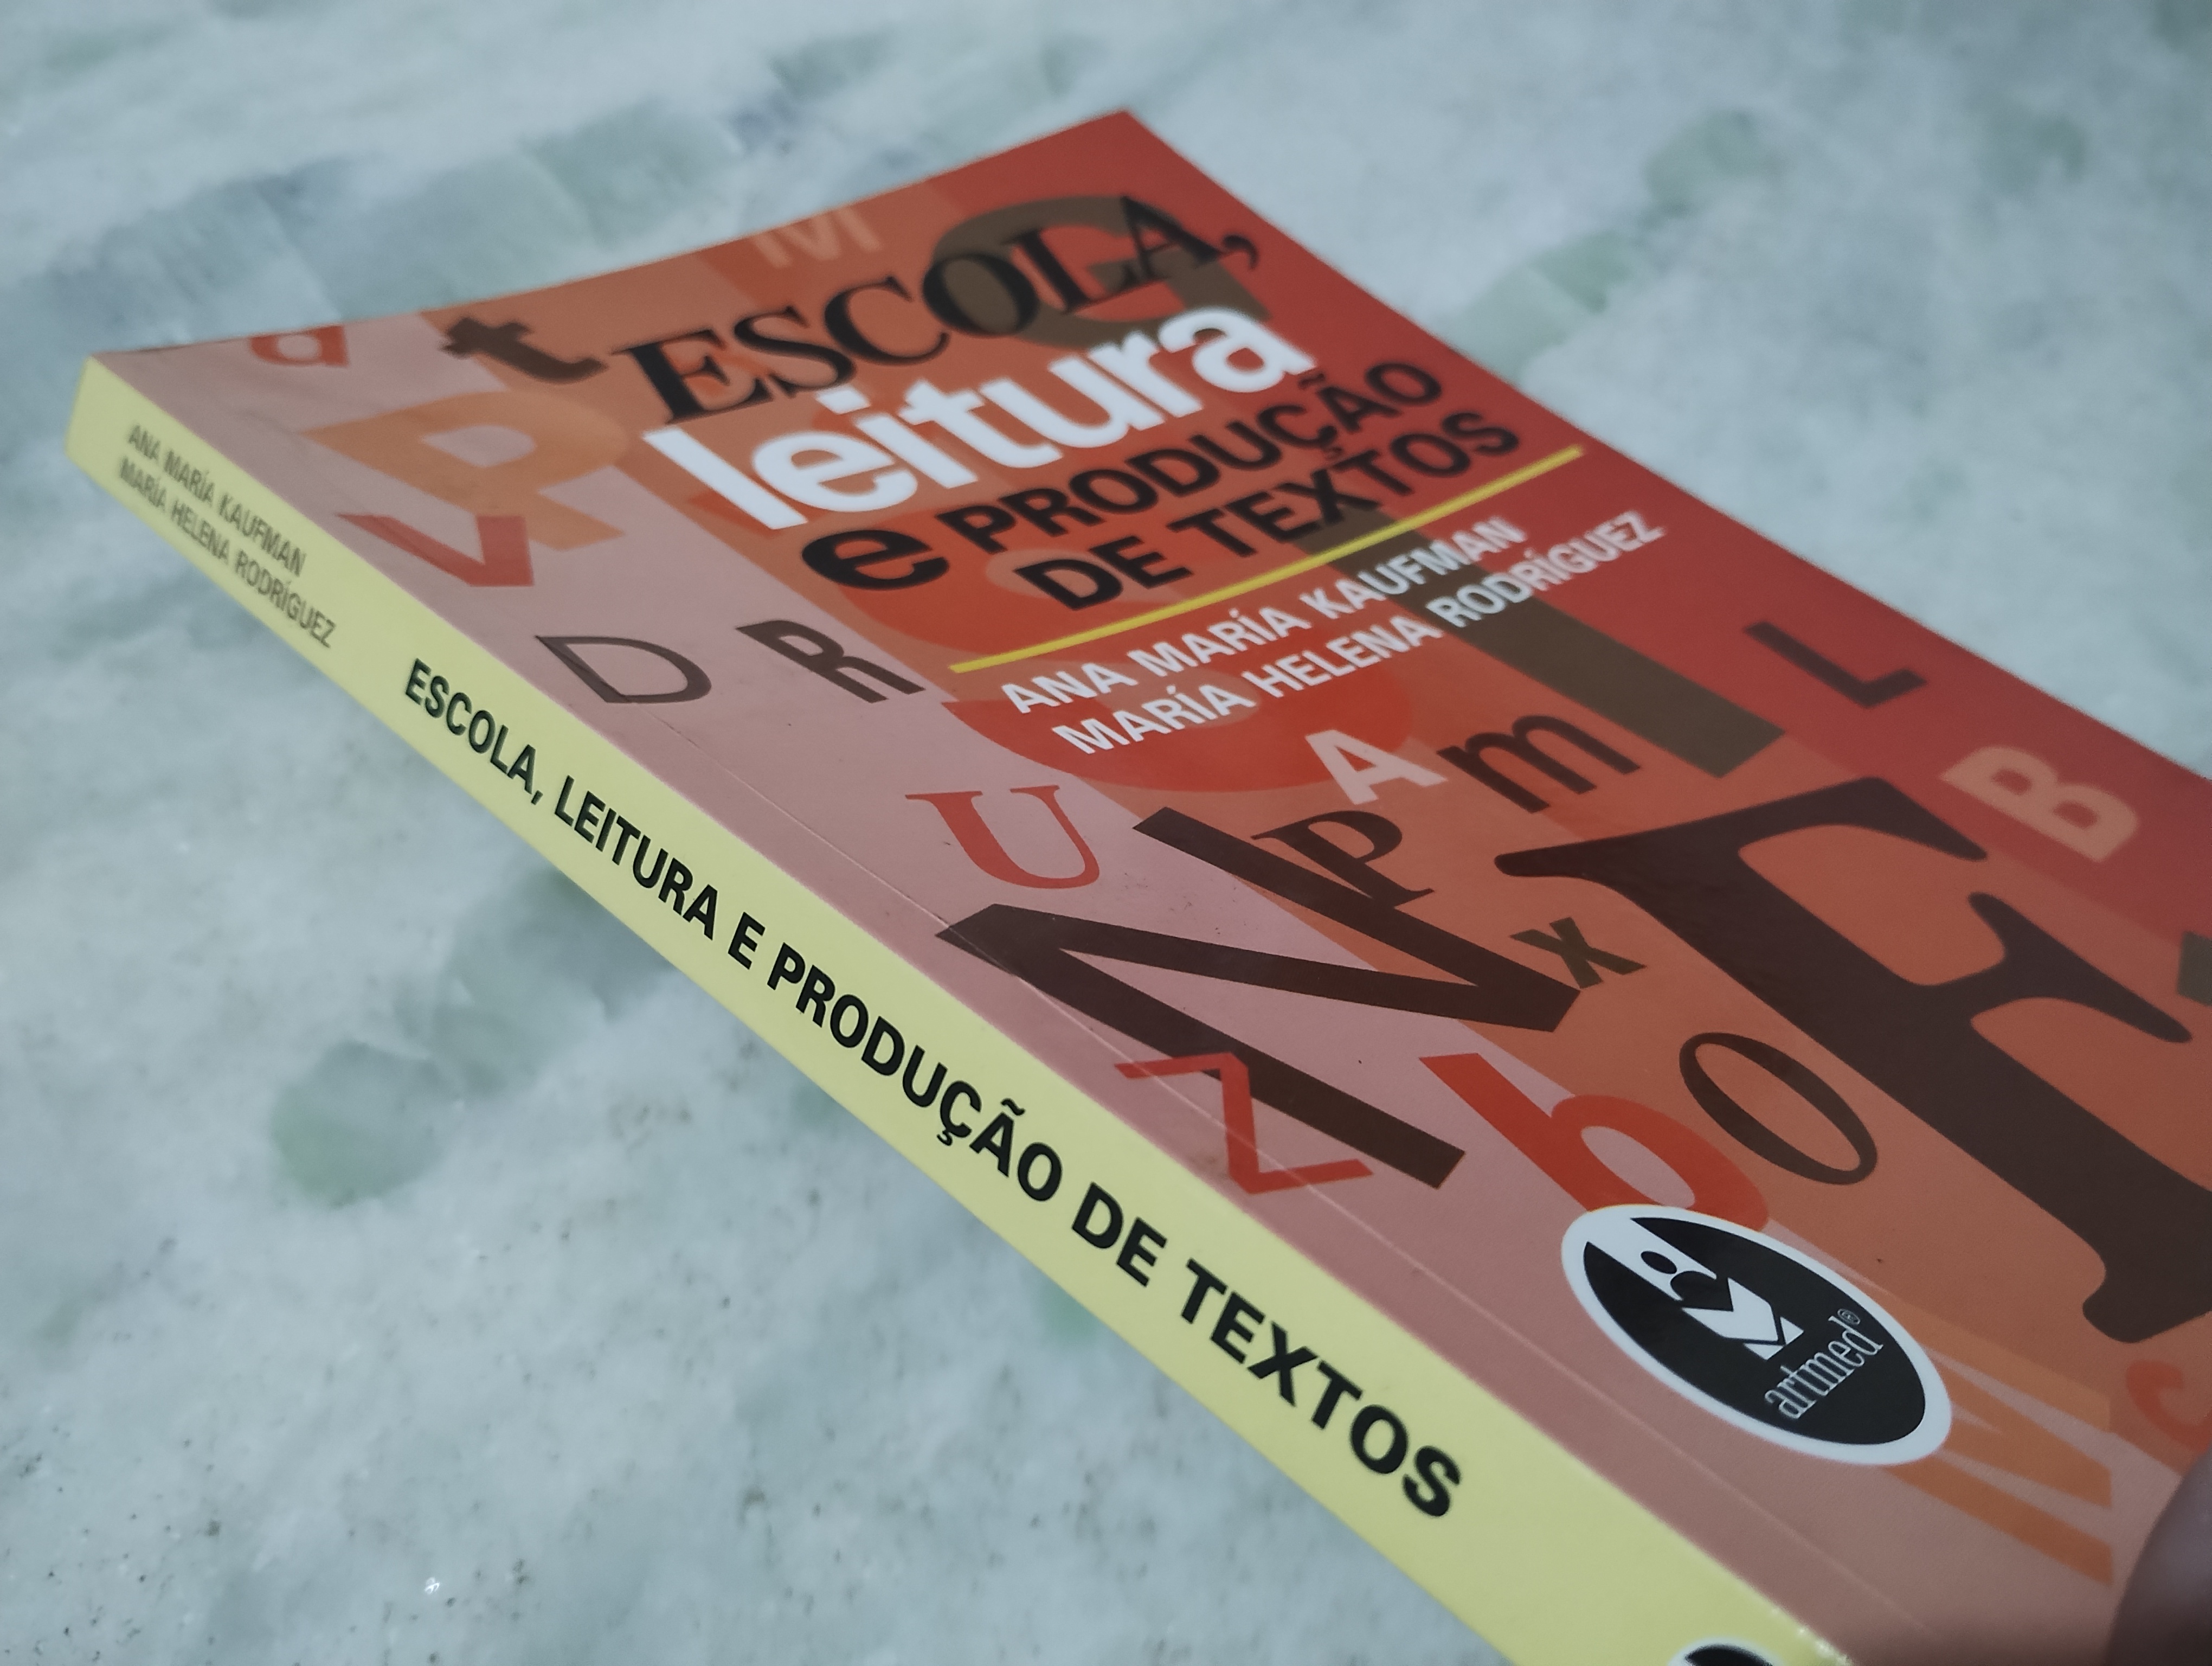 ESCOLA,
leitura
e PRODUÇÃO
DE TEXTOS
ANA MARÍA KAUFMAN
MARÍA HELENA RODRÍGUEZ
M
G
a
t
R
V
D
R
U
N
Z
P
A
m
x
L
B
E
b
O
artmed®
M
c
ANA MARÍA KAUFMAN
MARÍA HELENA RODRÍGUEZ
ESCOLA, LEITURA E PRODUÇÃO DE TEXTOS